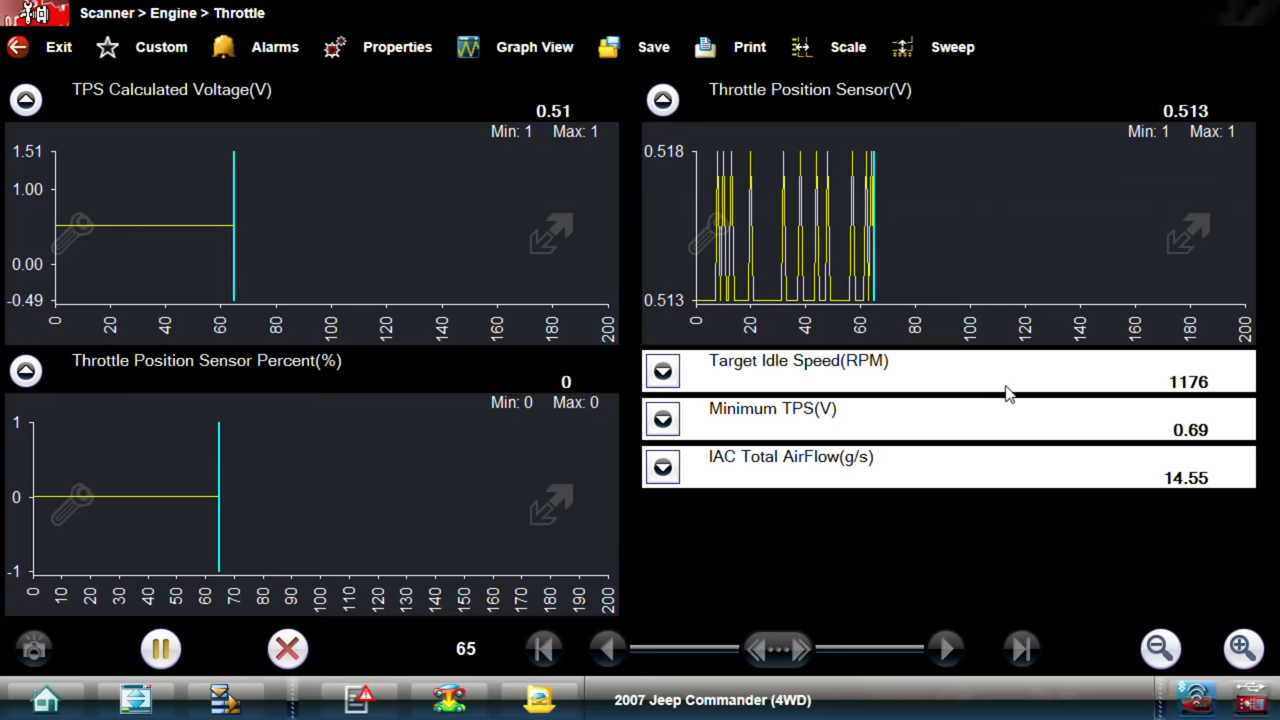 Scanner > Engine > Throttle
Exit Custom Alarms Properties Graph View Save Print Scale Sweep
TPS Calculated Voltage(V)
0.51
Min: 1 Max: 1
1.51
1.00
0.00
-0.49
0 20 40 60 80 100 120 140 160 180 200
Throttle Position Sensor(V)
0.513
Min: 1 Max: 1
0.518
0.513
0 20 40 60 80 100 120 140 160 180 200
Throttle Position Sensor Percent(%)
0
Min: 0 Max: 0
1
0
-1
0 10 20 30 40 50 60 70 80 90 100 110 120 130 140 150 160 170 180 190 200
Target Idle Speed(RPM)
1176
Minimum TPS(V)
0.69
IAC Total AirFlow(g/s)
14.55
65
2007 Jeep Commander (4WD)